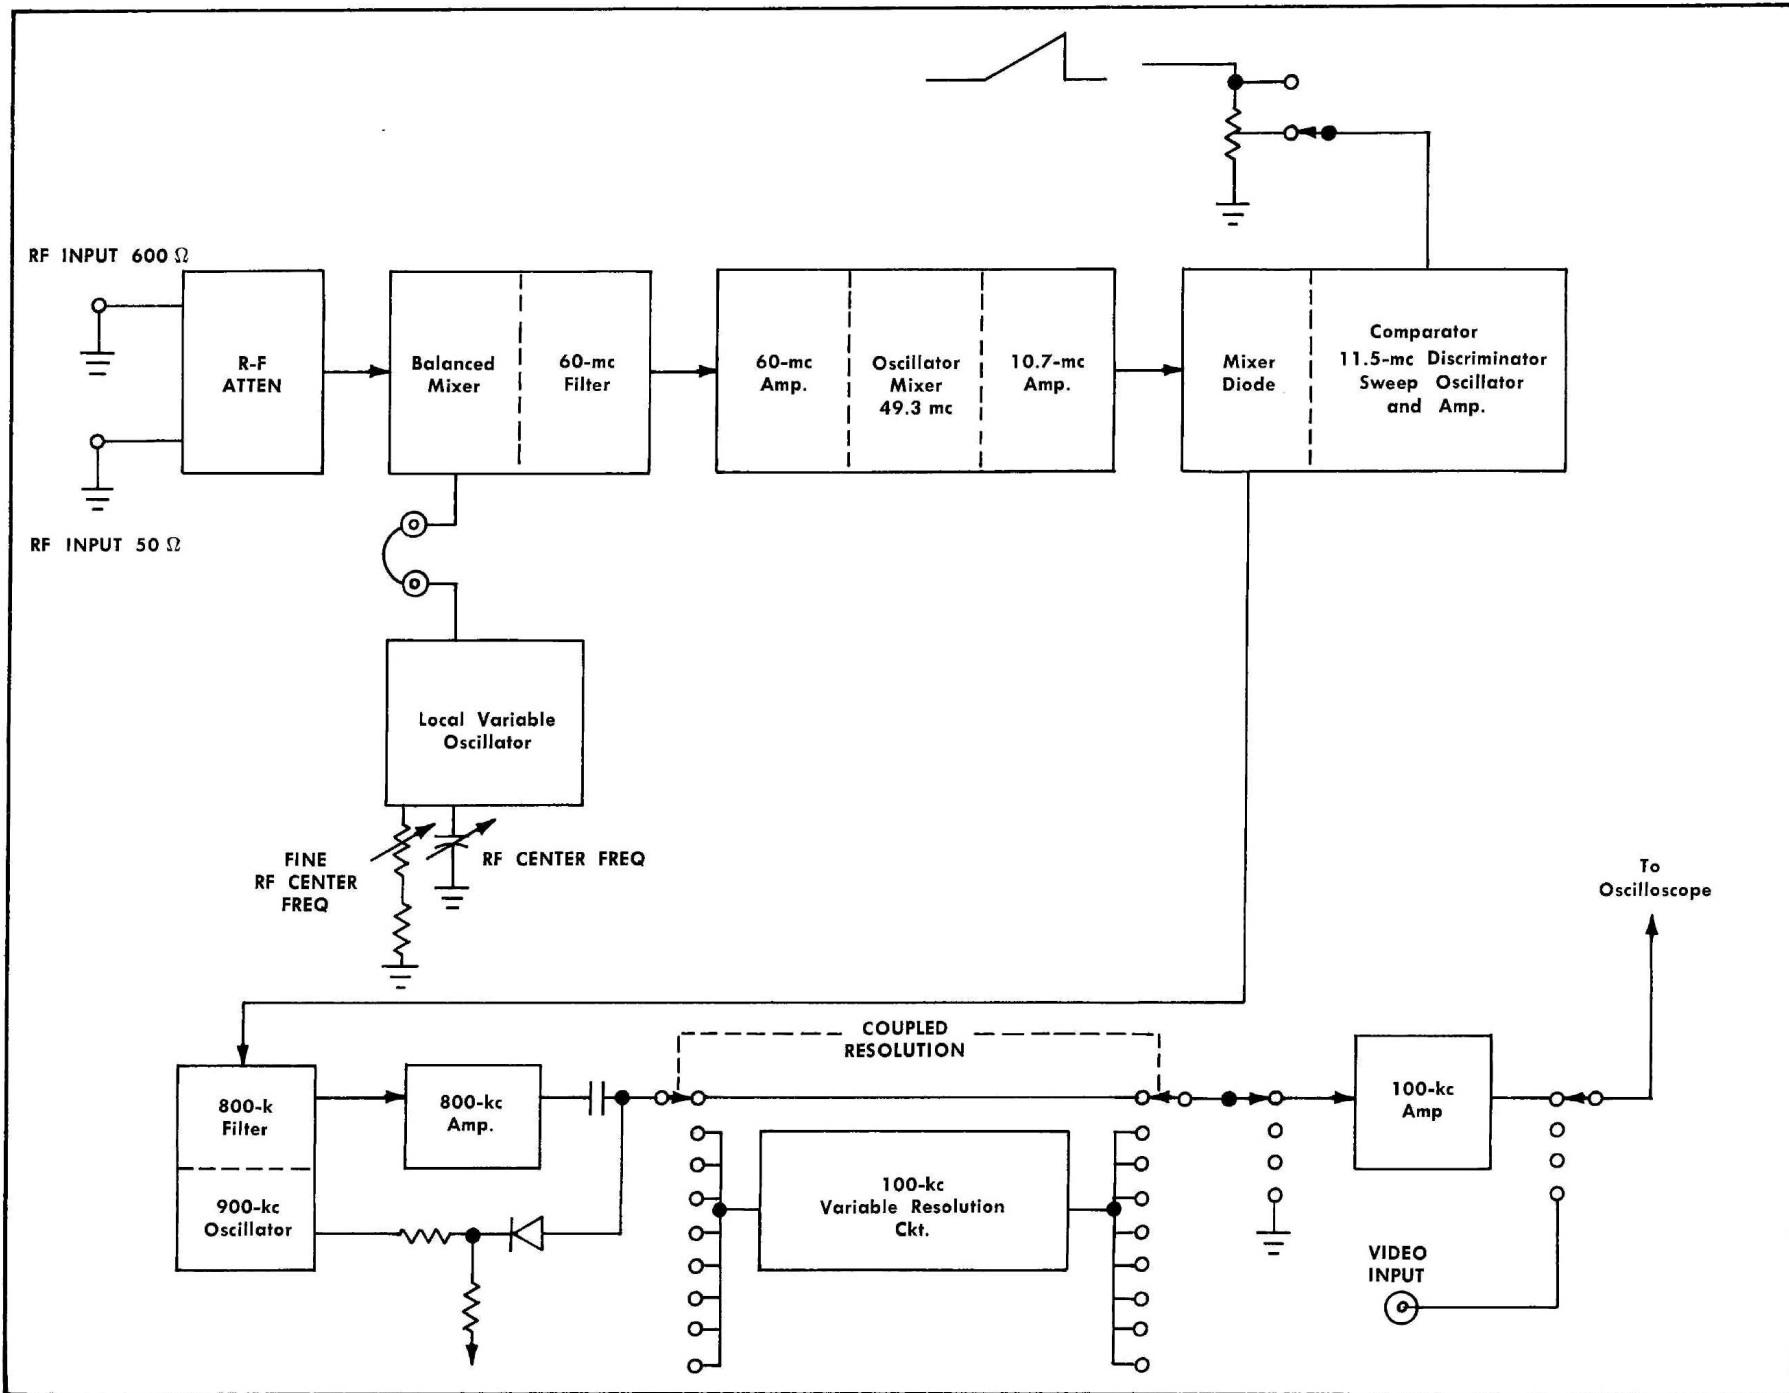 RF INPUT 600 Ω
R-F
ATTEN
Balanced
Mixer
60-mc
Filter
60-mc
Amp.
Oscillator
Mixer
49.3 mc
10.7-mc
Amp.
Mixer
Diode
Comparator
11.5-mc Discriminator
Sweep Oscillator
and Amp.
RF INPUT 50 Ω
Local Variable
Oscillator
FINE
RF CENTER
FREQ
RF CENTER FREQ
To
Oscilloscope
COUPLED
RESOLUTION
800-k
Filter
900-kc
Oscillator
800-kc
Amp.
100-kc
Variable Resolution
Ckt.
100-kc
Amp
VIDEO
INPUT